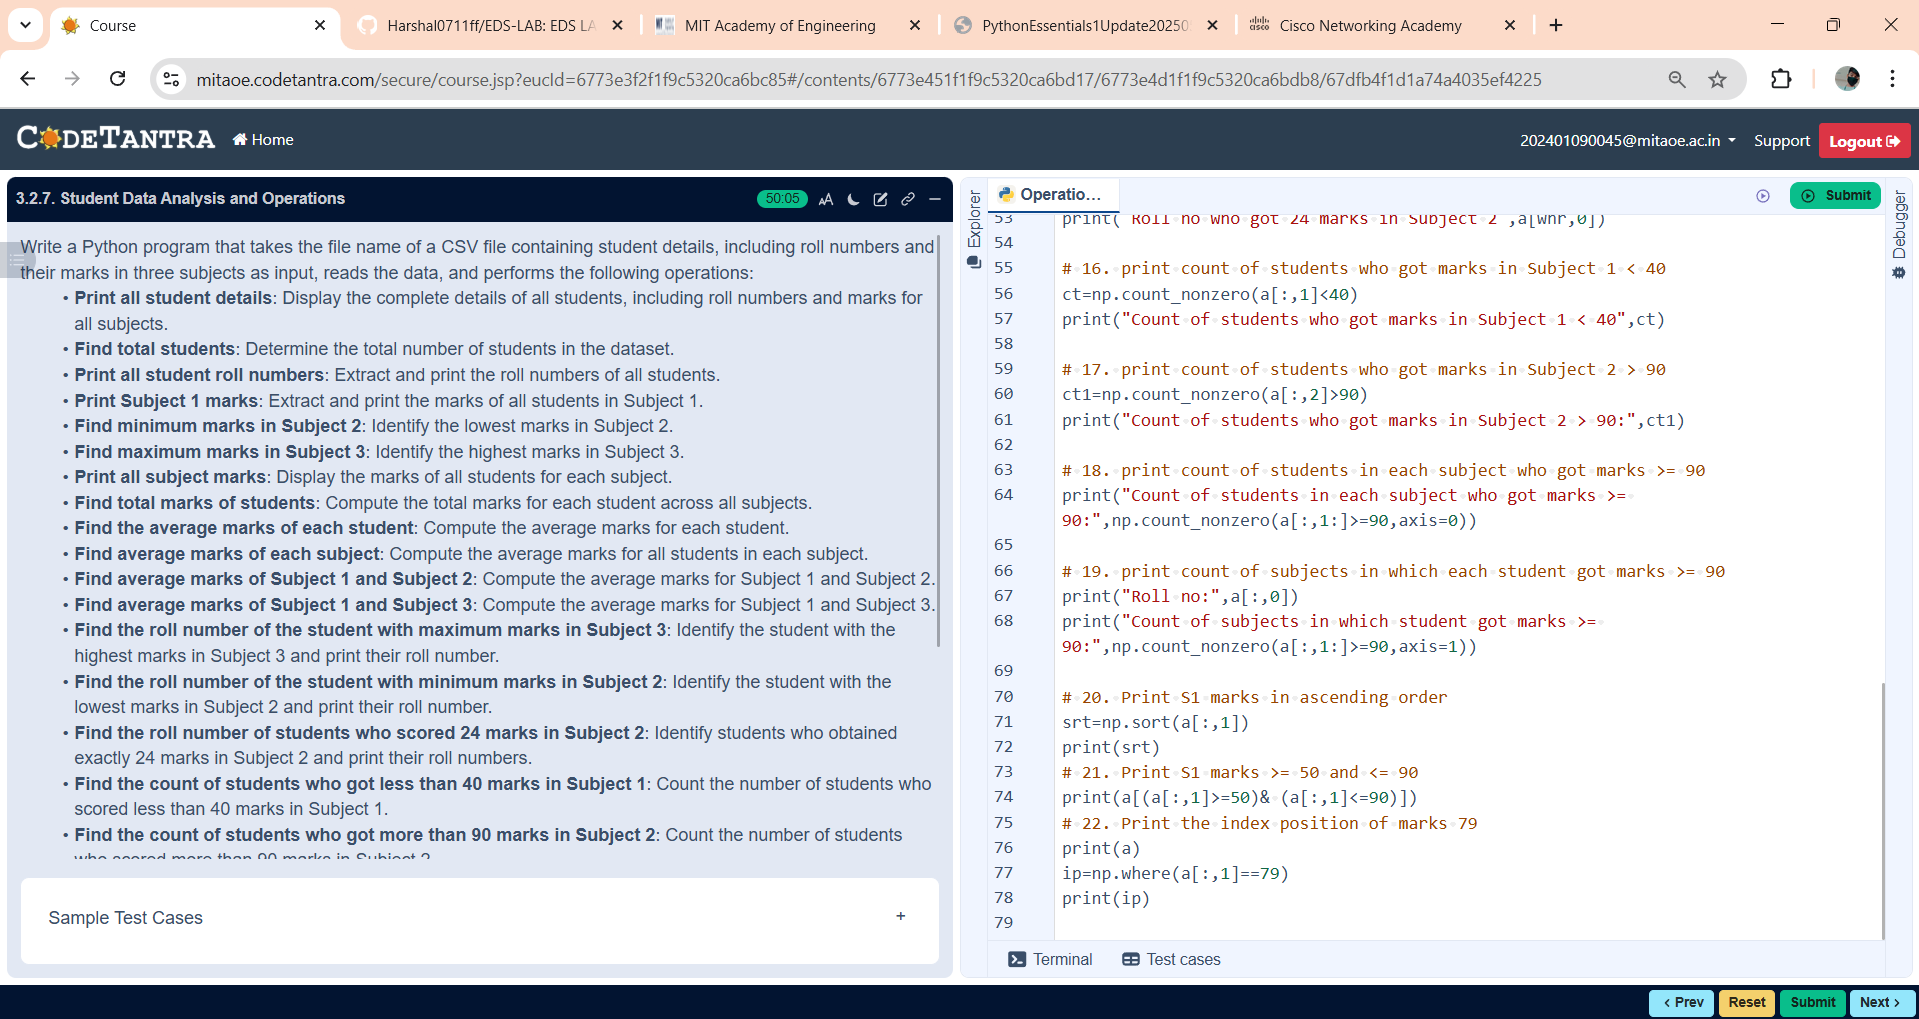 Course
Harshal0711ff/EDS-LAB: EDS LA
MIT Academy of Engineering
PythonEssentials1Update20250
Cisco Networking Academy
mitaoe.codetantra.com/secure/course.jsp?eucId=6773e3f2f1f9c5320ca6bc85#/contents/6773e451f1f9c5320ca6bd17/6773e4d1f1f9c5320ca6bdb8/67dfb4f1d1a74a4035ef4225
CODETANTRA Home
202401090045@mitaoe.ac.in Support Logout
3.2.7. Student Data Analysis and Operations
50:05 AA
Write a Python program that takes the file name of a CSV file containing student details, including roll numbers and
their marks in three subjects as input, reads the data, and performs the following operations:
• Print all student details: Display the complete details of all students, including roll numbers and marks for
all subjects.
• Find total students: Determine the total number of students in the dataset.
• Print all student roll numbers: Extract and print the roll numbers of all students.
• Print Subject 1 marks: Extract and print the marks of all students in Subject 1.
• Find minimum marks in Subject 2: Identify the lowest marks in Subject 2.
• Find maximum marks in Subject 3: Identify the highest marks in Subject 3.
• Print all subject marks: Display the marks of all students for each subject.
• Find total marks of students: Compute the total marks for each student across all subjects.
• Find the average marks of each student: Compute the average marks for each student.
• Find average marks of each subject: Compute the average marks for all students in each subject.
• Find average marks of Subject 1 and Subject 2: Compute the average marks for Subject 1 and Subject 2.
• Find average marks of Subject 1 and Subject 3: Compute the average marks for Subject 1 and Subject 3.
• Find the roll number of the student with maximum marks in Subject 3: Identify the student with the
highest marks in Subject 3 and print their roll number.
• Find the roll number of the student with minimum marks in Subject 2: Identify the student with the
lowest marks in Subject 2 and print their roll number.
• Find the roll number of students who scored 24 marks in Subject 2: Identify students who obtained
exactly 24 marks in Subject 2 and print their roll numbers.
• Find the count of students who got less than 40 marks in Subject 1: Count the number of students who
scored less than 40 marks in Subject 1.
• Find the count of students who got more than 90 marks in Subject 2: Count the number of students
who scored more than 90 marks in Subject 2.
Sample Test Cases +
Explorer
Operatio...
Submit
Debugger
53 print("Roll no who got 24 marks in Subject 2",a[whr,0])
54
55 # 16. print count of students who got marks in Subject 1 < 40
56 ct=np.count_nonzero(a[:,1]<40)
57 print("Count of students who got marks in Subject 1 < 40",ct)
58
59 # 17. print count of students who got marks in Subject 2 > 90
60 ct1=np.count_nonzero(a[:,2]>90)
61 print("Count of students who got marks in Subject 2 > 90:",ct1)
62
63 # 18. print count of students in each subject who got marks >= 90
64 print("Count of students in each subject who got marks >=
90:",np.count_nonzero(a[:,1:]>=90,axis=0))
65
66 # 19. print count of subjects in which each student got marks >= 90
67 print("Roll no:",a[:,0])
68 print("Count of subjects in which student got marks >=
90:",np.count_nonzero(a[:,1:]>=90,axis=1))
69
70 # 20. Print S1 marks in ascending order
71 srt=np.sort(a[:,1])
72 print(srt)
73 # 21. Print S1 marks >= 50 and <= 90
74 print(a[(a[:,1]>=50)& (a[:,1]<=90)])
75 # 22. Print the index position of marks 79
76 print(a)
77 ip=np.where(a[:,1]==79)
78 print(ip)
79
Terminal Test cases
< Prev Reset Submit Next >